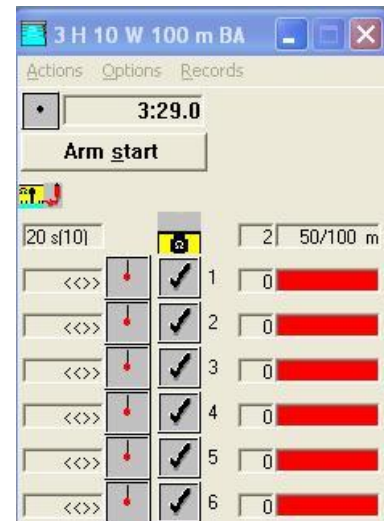 3 H 10 W 100 m BA
Actions Options Records
3:29.0
Arm start
20 s(10) 2 50/100 m
<<>> 1 0
<<>> 2 0
<<>> 3 0
<<>> 4 0
<<>> 5 0
<<>> 6 0